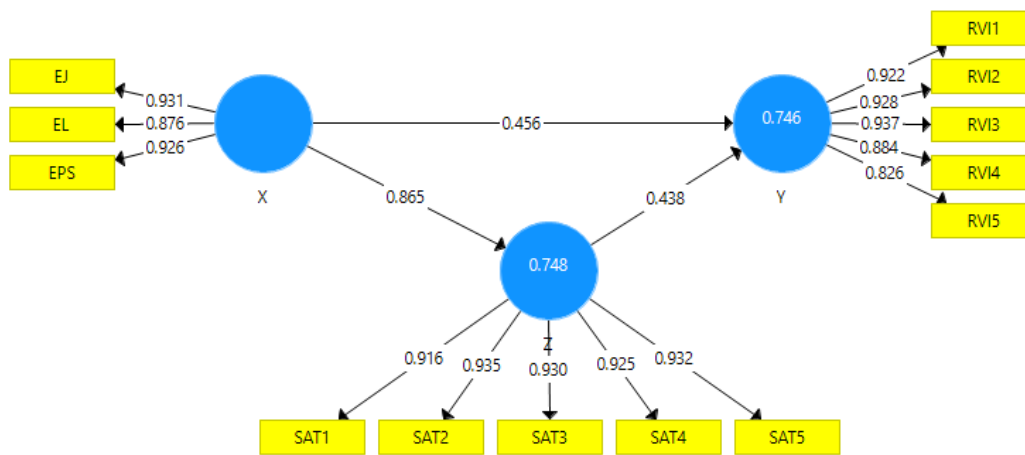 RVI1
EJ
0.931
0.922
RVI2
0.928
EL
0.876
0.456
0.746
0.937
RVI3
0.926
0.884
EPS
0.826
RVI4
X
0.865
0.438
Y
RVI5
0.748
Z
0.916
0.935
0.930
0.925
0.932
SAT1
SAT2
SAT3
SAT4
SAT5